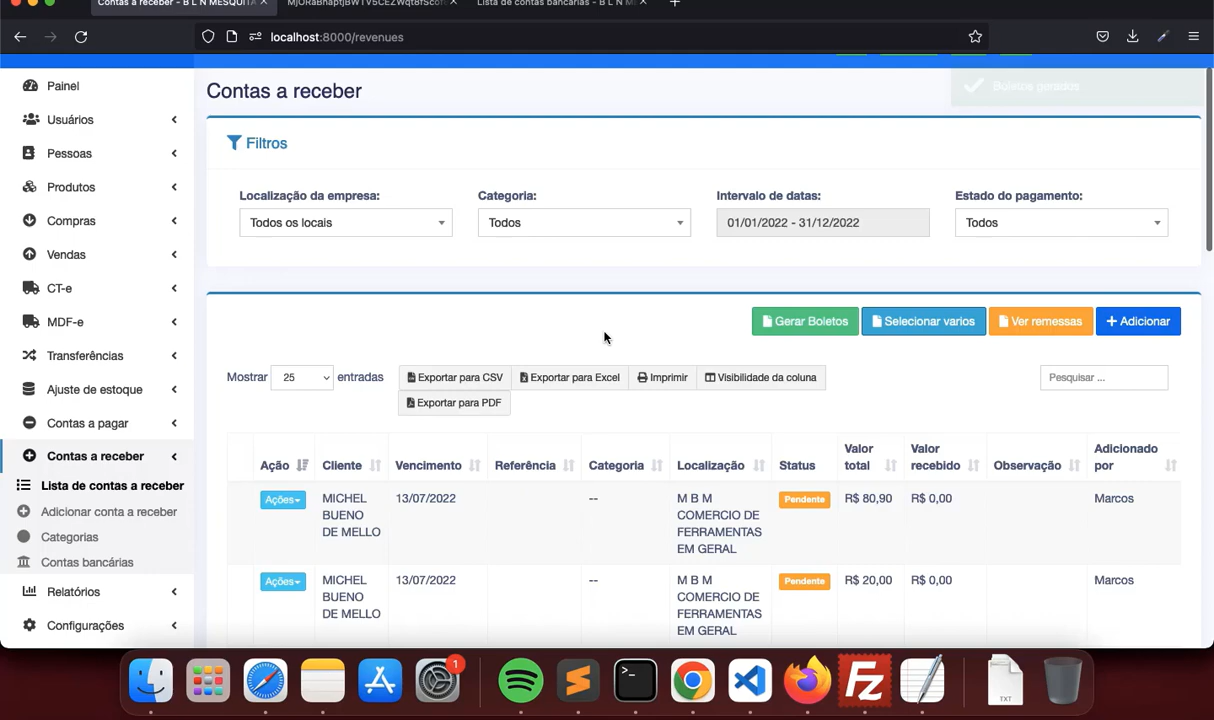 Contas a receber - B L N MESQUITA
Lista de contas bancárias - B L N M
localhost:8000/revenues
Boletos gerados
Painel
Usuários
Pessoas
Produtos
Compras
Vendas
CT-e
MDF-e
Transferências
Ajuste de estoque
Contas a pagar
Contas a receber
Lista de contas a receber
Adicionar conta a receber
Categorias
Contas bancárias
Relatórios
Configurações
Contas a receber
Filtros
Localização da empresa: Categoria: Intervalo de datas: Estado do pagamento:
Todos os locais Todos 01/01/2022 - 31/12/2022 Todos
Gerar Boletos Selecionar varios Ver remessas Adicionar
Mostrar 25 entradas Exportar para CSV Exportar para Excel Imprimir Visibilidade da coluna Pesquisar ...
Exportar para PDF
Ação Cliente Vencimento Referência Categoria Localização Status Valor total Valor recebido Observação Adicionado por
Ações MICHEL 13/07/2022 -- M B M Pendente R$ 80,90 R$ 0,00 Marcos
BUENO COMERCIO DE
DE MELLO FERRAMENTAS
EM GERAL
Ações MICHEL 13/07/2022 -- M B M Pendente R$ 20,00 R$ 0,00 Marcos
BUENO COMERCIO DE
DE MELLO FERRAMENTAS
EM GERAL
1
TXT